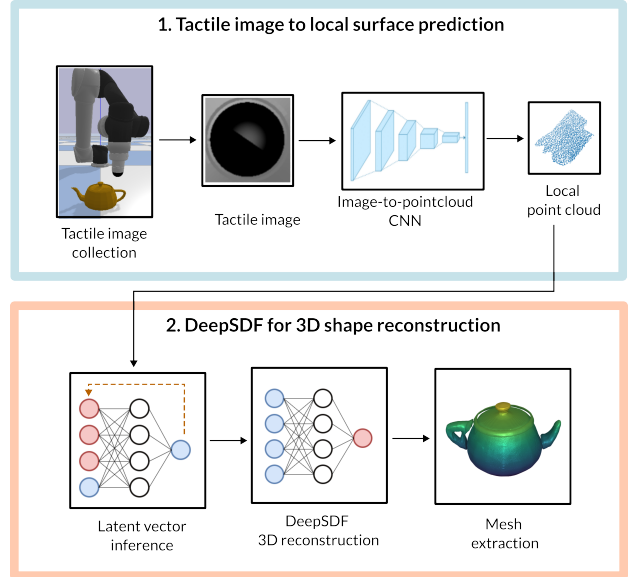 1. Tactile image to local surface prediction
Tactile image
collection
Tactile image
Image-to-pointcloud
CNN
Local
point cloud
2. DeepSDF for 3D shape reconstruction
Latent vector
inference
DeepSDF
3D reconstruction
Mesh
extraction